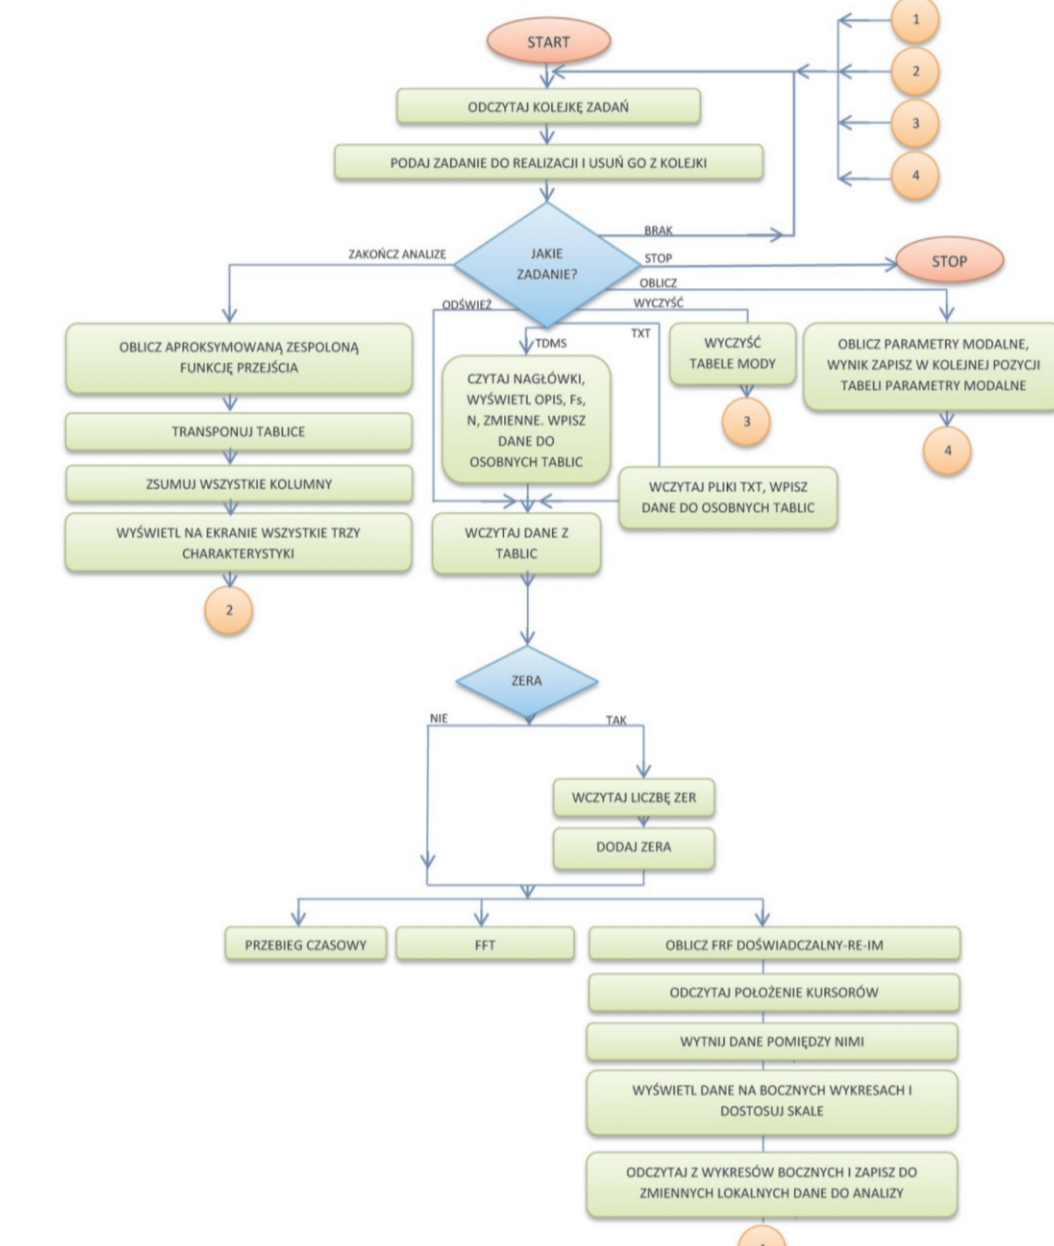 1
START
2
ODCZYTAJ KOLEJKĘ ZADAŃ
3
PODAJ ZADANIE DO REALIZACJI I USUŃ GO Z KOLEJKI
4
BRAK
ZAKOŃCZ ANALIZE
JAKIE
ZADANIE?
STOP
STOP
OBLICZ
ODŚWIEŻ
WYCZYŚĆ
TXT
TDMS
OBLICZ APROKSYMOWANĄ ZESPOLONĄ
FUNKCJĘ PRZEJŚCIA
TRANSPONUJ TABLICE
ZSUMUJ WSZYSTKIE KOLUMNY
WYŚWIETL NA EKRANIE WSZYSTKIE TRZY
CHARAKTERYSTYKI
2
CZYTAJ NAGŁÓWKI,
WYŚWIETL OPIS, Fs,
N, ZMIENNE. WPISZ
DANE DO
OSOBNYCH TABLIC
WYCZYŚĆ
TABELE MODY
3
OBLICZ PARAMETRY MODALNE,
WYNIK ZAPISZ W KOLEJNEJ POZYCJI
TABELI PARAMETRY MODALNE
4
WCZYTAJ PLIKI TXT, WPISZ
DANE DO OSOBNYCH TABLIC
WCZYTAJ DANE Z
TABLIC
ZERA
NIE
TAK
WCZYTAJ LICZBĘ ZER
DODAJ ZERA
PRZEBIEG CZASOWY
FFT
OBLICZ FRF DOŚWIADCZALNY-RE-IM
ODCZYTAJ POŁOŻENIE KURSORÓW
WYTNIJ DANE POMIĘDZY NIMI
WYŚWIETL DANE NA BOCZNYCH WYKRESACH I
DOSTOSUJ SKALE
ODCZYTAJ Z WYKRESÓW BOCZNYCH I ZAPISZ DO
ZMIENNYCH LOKALNYCH DANE DO ANALIZY